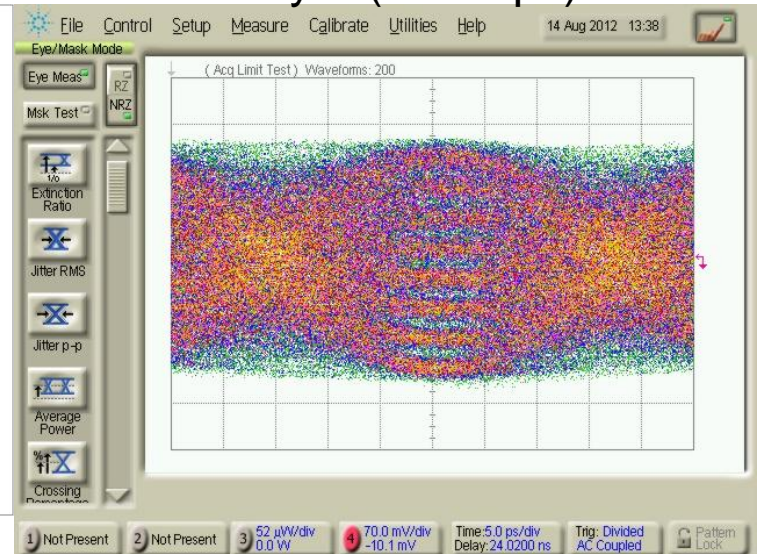 File Control Setup Measure Calibrate Utilities Help 14 Aug 2012 13:38
Eye/Mask Mode
Eye Meas
RZ
NRZ
Msk Test
(Acq Limit Test) Waveforms: 200
1/0
Extinction
Ratio
Jitter RMS
Jitter p-p
Average
Power
%
Crossing
1 Not Present
2 Not Present
3 52 µW/div
0.0 W
4 70.0 mV/div
-10.1 mV
Time:5.0 ps/div
Delay:24.0200 ns
Trig: Divided
AC Coupled
Pattern
Lock